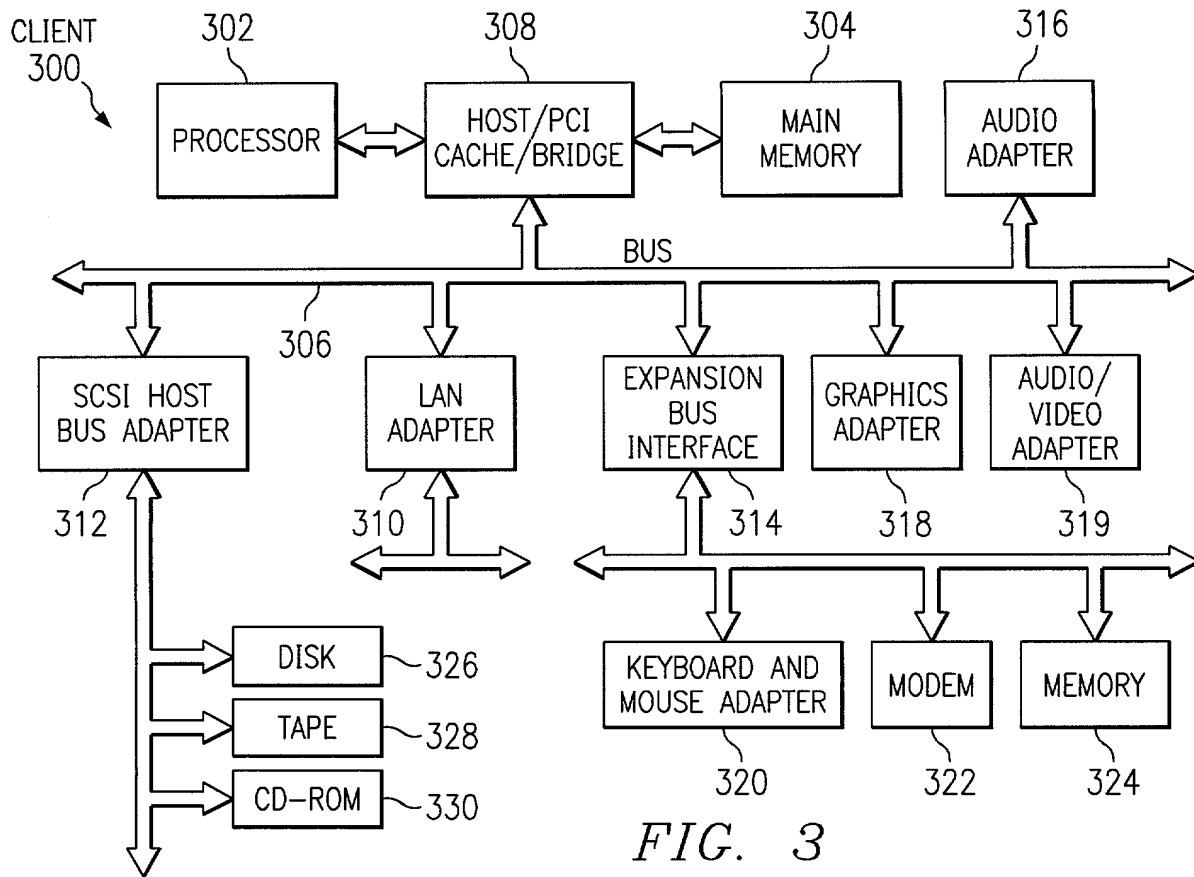 CLIENT
300
302
308
304
316
PROCESSOR
HOST/PCI
CACHE/BRIDGE
MAIN
MEMORY
AUDIO
ADAPTER
BUS
306
SCSI HOST
BUS ADAPTER
LAN
ADAPTER
EXPANSION
BUS
INTERFACE
GRAPHICS
ADAPTER
AUDIO/
VIDEO
ADAPTER
312
310
314
318
319
DISK
326
TAPE
328
CD-ROM
330
KEYBOARD AND
MOUSE ADAPTER
MODEM
MEMORY
320
322
324
FIG. 3